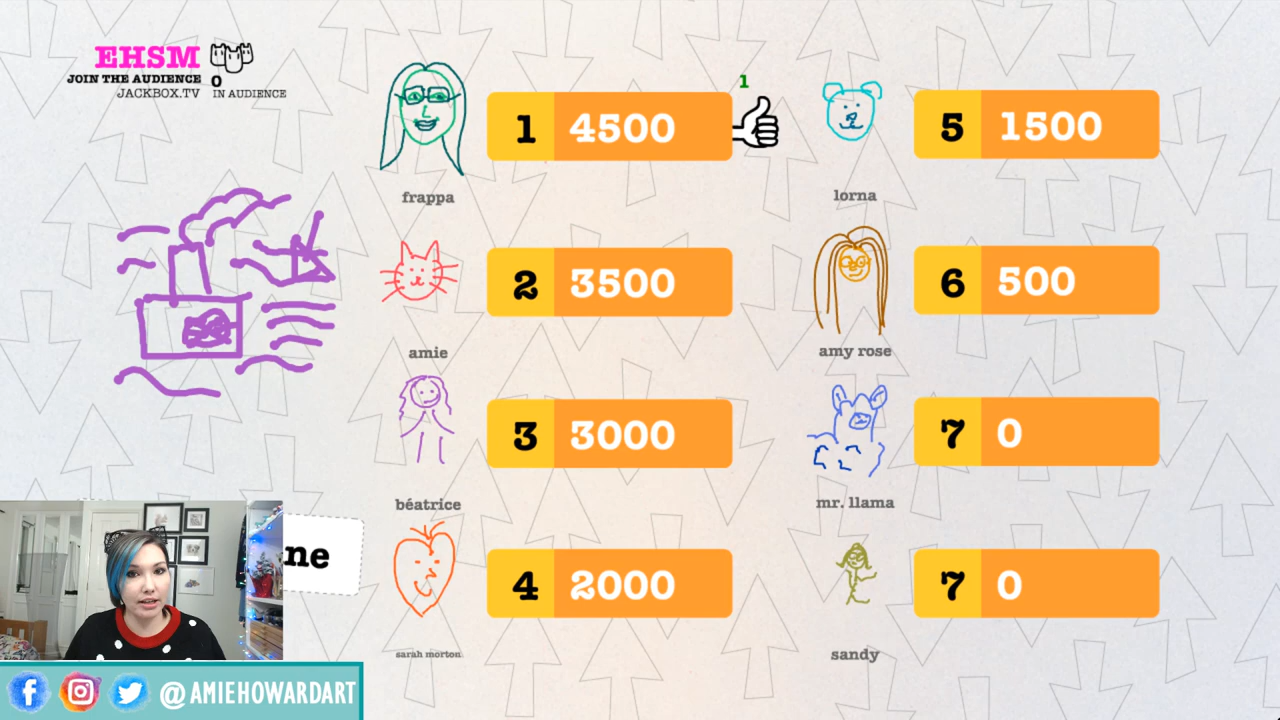 EHSM
JOIN THE AUDIENCE
JACKBOX.TV
0
IN AUDIENCE
1 4500
1
frappa
2 3500
amie
3 3000
béatrice
4 2000
sarah morton
5 1500
lorna
6 500
amy rose
7 0
mr. llama
7 0
sandy
ne
@AMIEHOWARDART